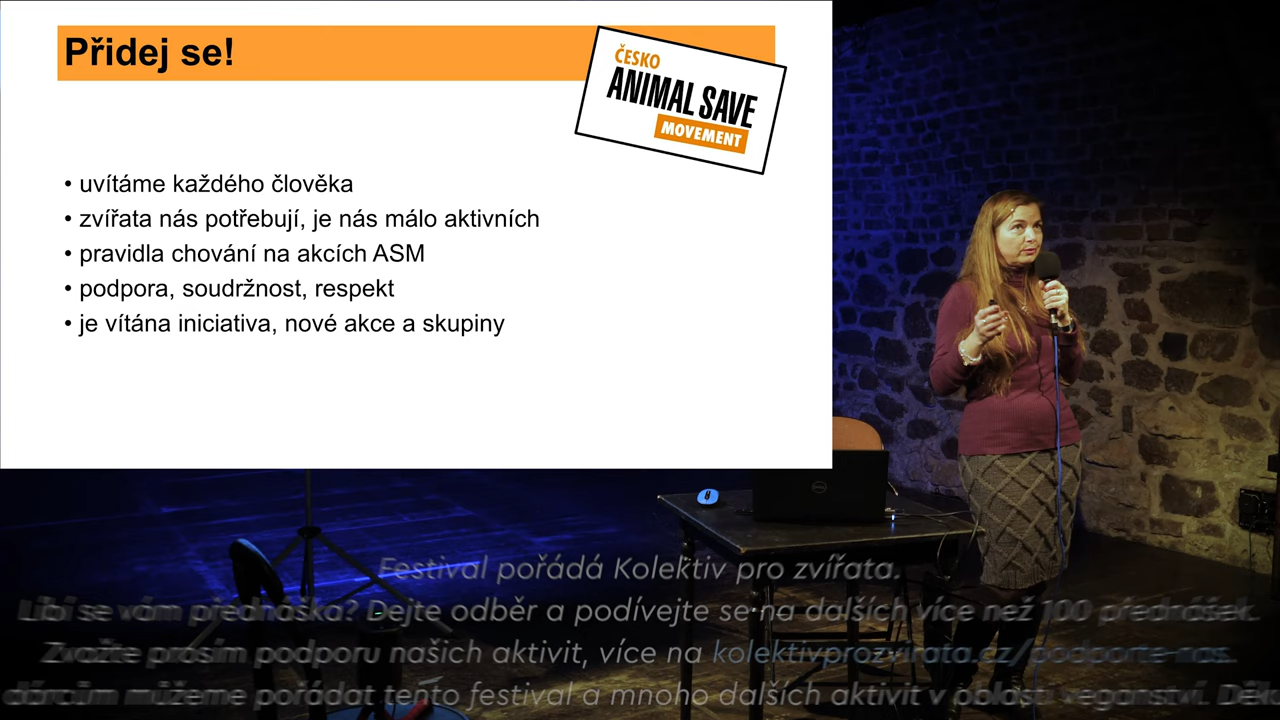 Přidej se!
ČESKO
ANIMAL SAVE
MOVEMENT
• uvítáme každého člověka
• zvířata nás potřebují, je nás málo aktivních
• pravidla chování na akcích ASM
• podpora, soudržnost, respekt
• je vítána iniciativa, nové akce a skupiny
Festival pořádá Kolektiv pro zvířata.
Líbí se vám přednáška? Dejte odběr a podívejte se na dalších více než 100 přednášek.
Zvažte prosím podporu našich aktivit, více na kolektivprozvirata.cz/podporte-nas.
dárcům můžeme pořádat tento festival a mnoho dalších aktivit v oblasti veganství.